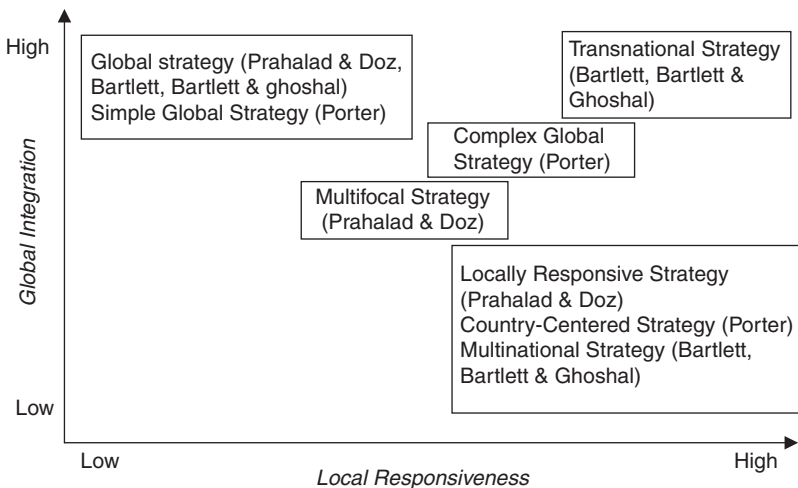 High
Global strategy (Prahalad & Doz,
Bartlett, Bartlett & ghoshal)
Simple Global Strategy (Porter)
Transnational Strategy
(Bartlett, Bartlett &
Ghoshal)
Complex Global
Strategy (Porter)
Multifocal Strategy
(Prahalad & Doz)
Global Integration
Locally Responsive Strategy
(Prahalad & Doz)
Country-Centered Strategy (Porter)
Multinational Strategy (Bartlett,
Bartlett & Ghoshal)
Low
Low
High
Local Responsiveness